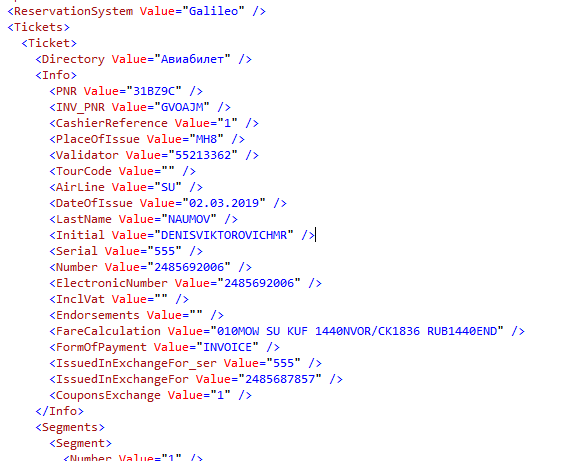 <ReservationSystem Value="Galileo" />
<Tickets>
<Ticket>
<Directory Value="Авиабилет" />
<Info>
<PNR Value="31BZ9C" />
<INV_PNR Value="GVOAJM" />
<CashierReference Value="1" />
<PlaceOfIssue Value="MH8" />
<Validator Value="55213362" />
<TourCode Value="" />
<AirLine Value="SU" />
<DateOfIssue Value="02.03.2019" />
<LastName Value="NAUMOV" />
<Initial Value="DENISVIKTOROVICHMR" />
<Serial Value="555" />
<Number Value="2485692006" />
<ElectronicNumber Value="2485692006" />
<InclVat Value="" />
<Endorsements Value="" />
<FareCalculation Value="010MOW SU KUF 1440NVOR/CK1836 RUB1440END" />
<FormOfPayment Value="INVOICE" />
<IssuedInExchangeFor_ser Value="555" />
<IssuedInExchangeFor Value="2485687857" />
<CouponsExchange Value="1" />
</Info>
<Segments>
<Segment>
<Number Value="1" />